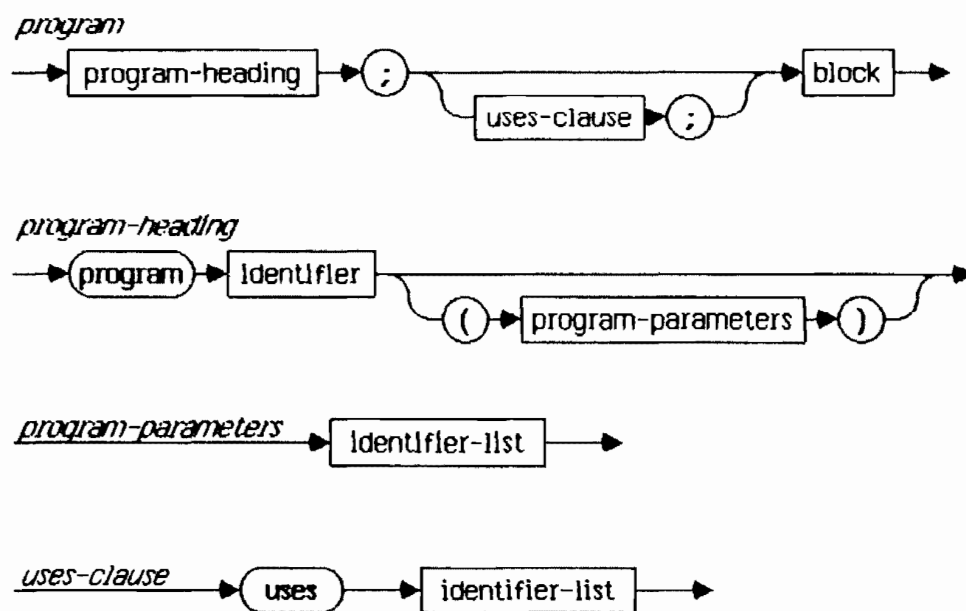 program
program-heading ; block
uses-clause ;
program-heading
program identifier
( program-parameters )
program-parameters identifier-list
uses-clause uses identifier-list